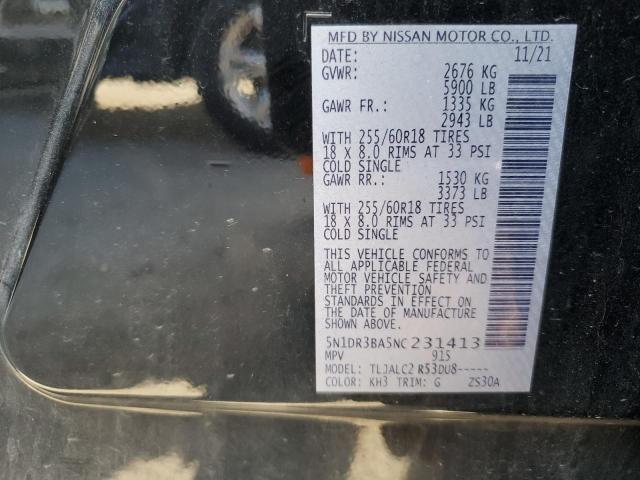 MFD BY NISSAN MOTOR CO., LTD.
DATE: 11/21
GVWR: 2676 KG
5900 LB
GAWR FR.: 1335 KG
2943 LB
WITH 255/60R18 TIRES
18 X 8.0 RIMS AT 33 PSI
COLD SINGLE
GAWR RR.: 1530 KG
3373 LB
WITH 255/60R18 TIRES
18 X 8.0 RIMS AT 33 PSI
COLD SINGLE
THIS VEHICLE CONFORMS TO
ALL APPLICABLE FEDERAL
MOTOR VEHICLE SAFETY AND
THEFT PREVENTION
STANDARDS IN EFFECT ON
THE DATE OF MANUFACTURE
SHOWN ABOVE.
5N1DR3BA5NC231413
MPV 915
MODEL: TLJALC2 R53DU8-----
COLOR: KH3 TRIM: G ZS30A